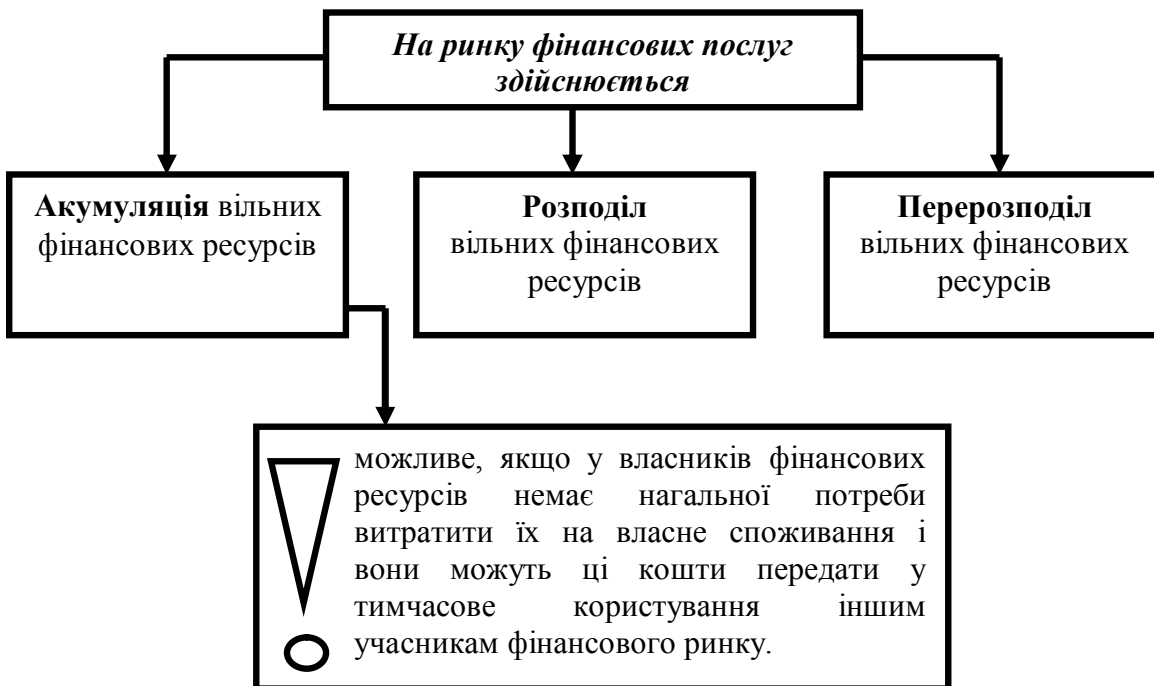 На ринку фінансових послуг
здійснюється
Акумуляція вільних
фінансових ресурсів
Розподіл
вільних фінансових
ресурсів
Перерозподіл
вільних фінансових
ресурсів
можливе, якщо у власників фінансових
ресурсів немає нагальної потреби
витратити їх на власне споживання і
вони можуть ці кошти передати у
тимчасове користування іншим
учасникам фінансового ринку.